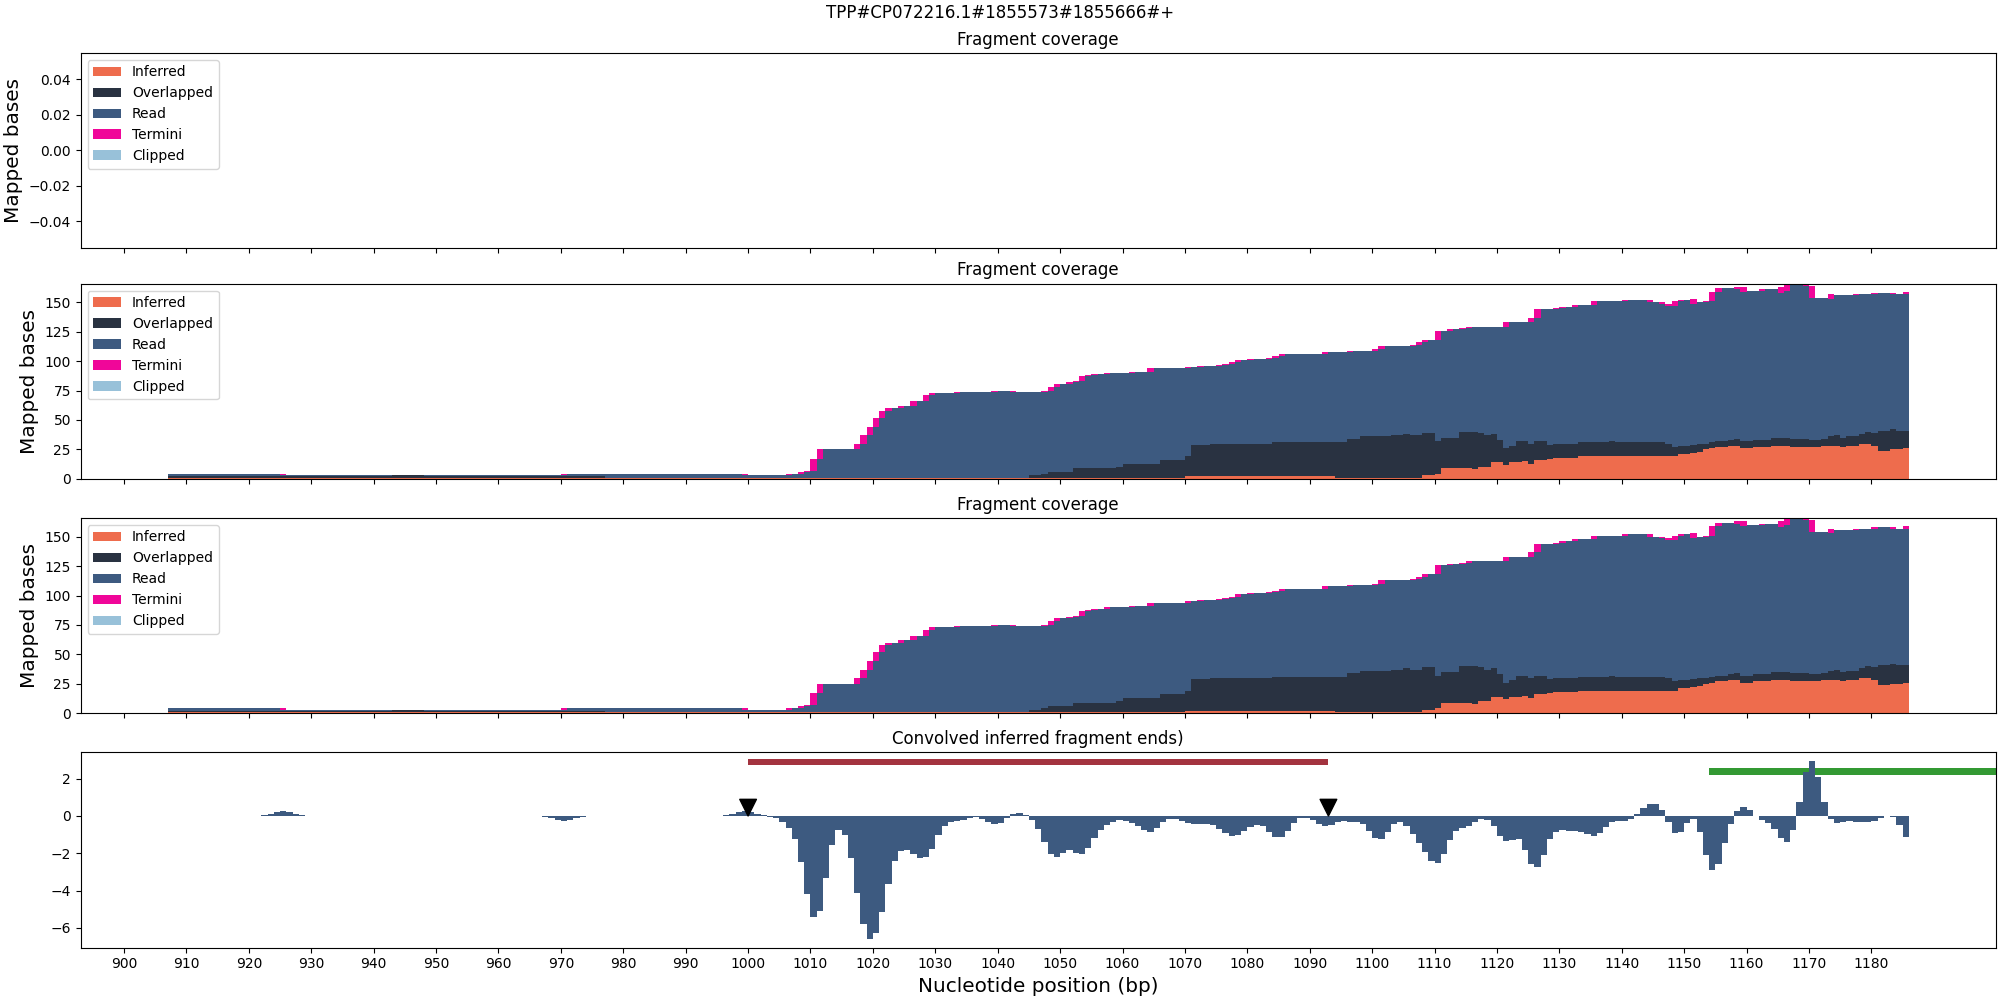 TPP#CP072216.1#1855573#1855666#+
Fragment coverage
Mapped bases
0.04
0.02
0.00
−0.02
−0.04
Inferred
Overlapped
Read
Termini
Clipped
Fragment coverage
Mapped bases
150
125
100
75
50
25
0
Inferred
Overlapped
Read
Termini
Clipped
Fragment coverage
Mapped bases
150
125
100
75
50
25
0
Inferred
Overlapped
Read
Termini
Clipped
Convolved inferred fragment ends)
2
0
−2
−4
−6
900 910 920 930 940 950 960 970 980 990 1000 1010 1020 1030 1040 1050 1060 1070 1080 1090 1100 1110 1120 1130 1140 1150 1160 1170 1180
Nucleotide position (bp)